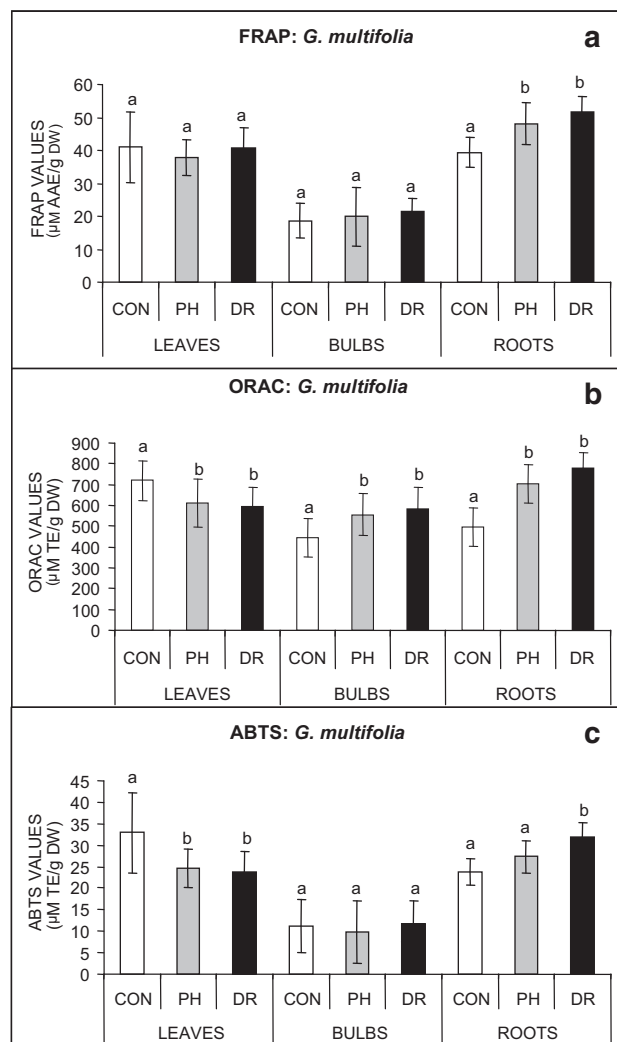 FRAP: G. multifolia
a
FRAP VALUES
(µM AAE/g DW)
60
50
40
30
20
10
0
a a a a a a a b b
CON PH DR CON PH DR CON PH DR
LEAVES BULBS ROOTS
ORAC: G. multifolia
b
ORAC VALUES
(µM TE/g DW)
900
800
700
600
500
400
300
200
100
0
a b b a b b a b b
CON PH DR CON PH DR CON PH DR
LEAVES BULBS ROOTS
ABTS: G. multifolia
c
ABTS VALUES
(µM TE/g DW)
45
40
35
30
25
20
15
10
5
0
a b b a a a a a b
CON PH DR CON PH DR CON PH DR
LEAVES BULBS ROOTS